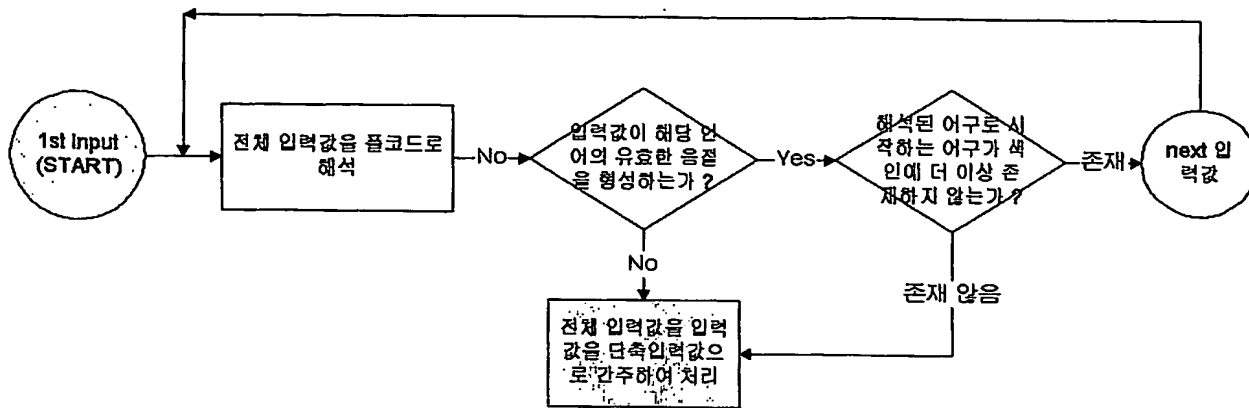 1st Input
(START)
전체 입력값을 풀코드로
해석
No
입력값이 해당 언
어의 유효한 음절
을 형성하는가 ?
Yes
해석된 어구로 시
작하는 어구가 색
인에 더 이상 존
재하지 않는가 ?
존재
next 입
력값
No
존재 않음
전체 입력값을 입력
값을 단축입력값으
로 간주하여 처리